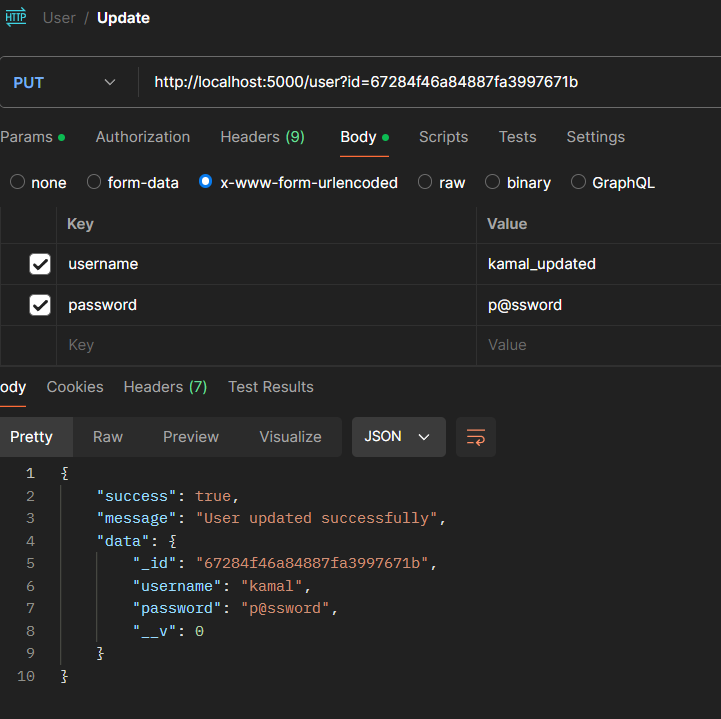 HTTP User / Update
PUT http://localhost:5000/user?id=67284f46a84887fa3997671b
Params Authorization Headers (9) Body Scripts Tests Settings
none form-data x-www-form-urlencoded raw binary GraphQL
Key Value
username kamal_updated
password p@ssword
Key Value
ody Cookies Headers (7) Test Results
Pretty Raw Preview Visualize JSON
1 {
2 "success": true,
3 "message": "User updated successfully",
4 "data": {
5 "_id": "67284f46a84887fa3997671b",
6 "username": "kamal",
7 "password": "p@ssword",
8 "__v": 0
9 }
10 }